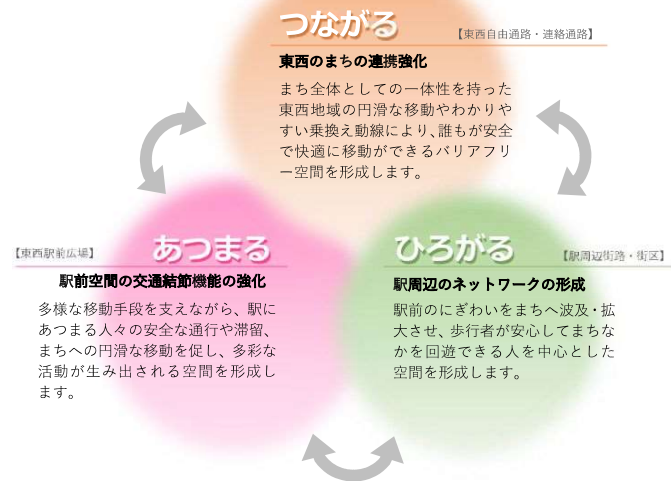 つながる
【東西自由通路・連絡通路】
東西のまちの連携強化
まち全体としての一体性を持った
東西地域の円滑な移動やわかりや
すい乗換え動線により、誰もが安全
で快適に移動ができるバリアフリ
ー空間を形成します。
【東西駅前広場】
あつまる
駅前空間の交通結節機能の強化
多様な移動手段を支えながら、駅に
あつまる人々の安全な通行や滞留、
まちへの円滑な移動を促し、多彩な
活動が生み出される空間を形成し
ます。
ひろがる
【駅周辺街路・街区】
駅周辺のネットワークの形成
駅前のにぎわいをまちへ波及・拡
大させ、歩行者が安心してまちな
かを回遊できる人を中心とした
空間を形成します。